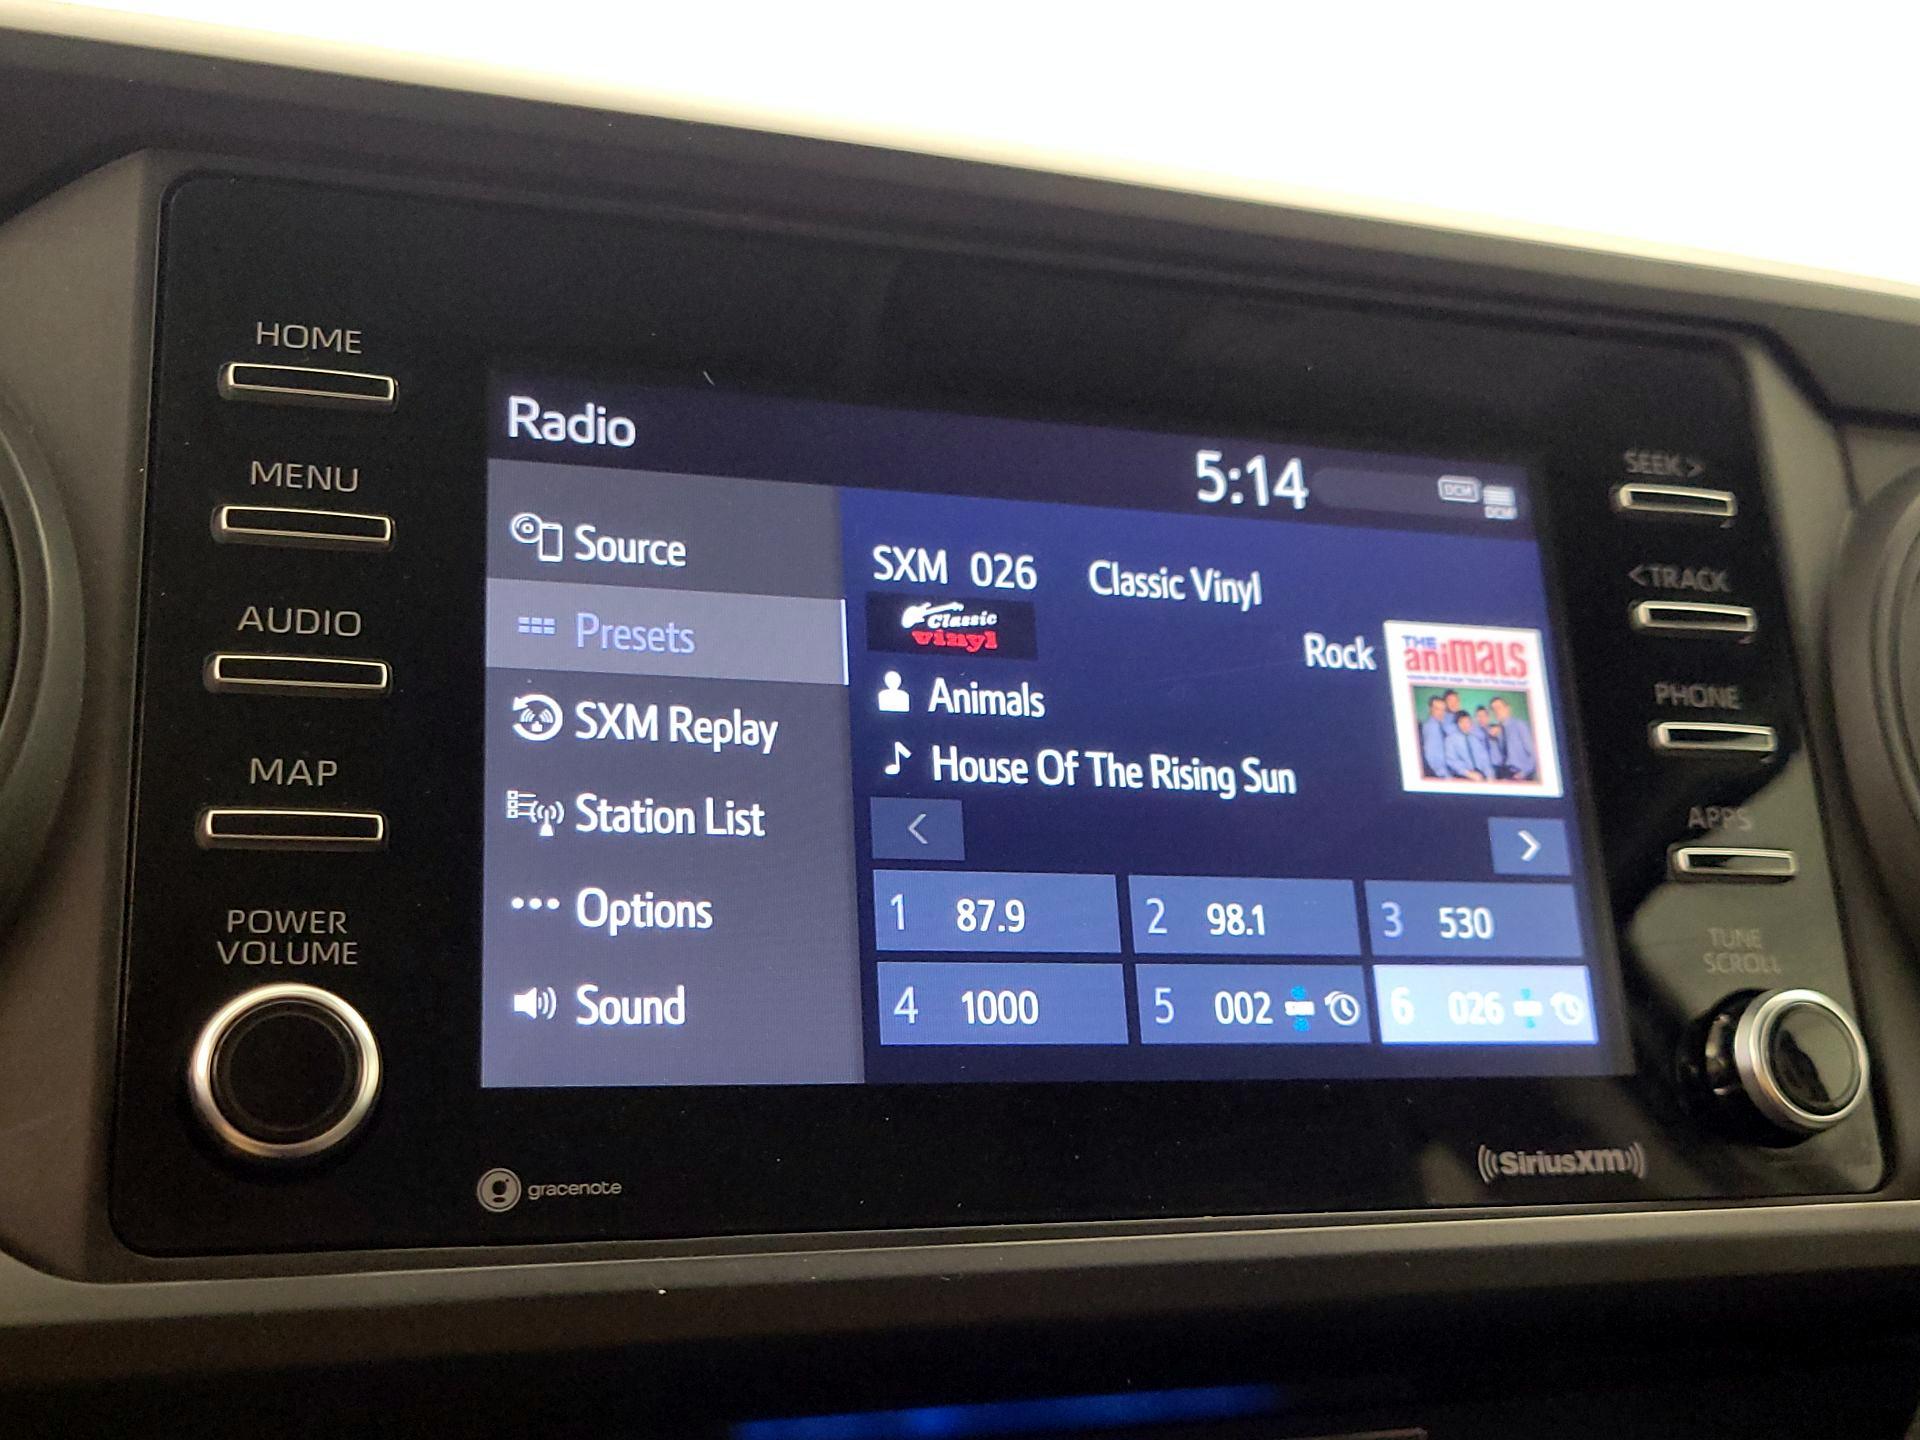 HOME
MENU
AUDIO
MAP
POWER
VOLUME
Radio
5:14
DCM
DCM
Source
Presets
SXM Replay
Station List
Options
Sound
SXM 026 Classic Vinyl
Classic
vinyl
Rock
THE
animals
Animals
House Of The Rising Sun
<
>
1 87.9
2 98.1
3 530
4 1000
5 002
6 026
SEEK >
< TRACK
PHONE
APPS
TUNE
SCROLL
gracenote
((SiriusXM))